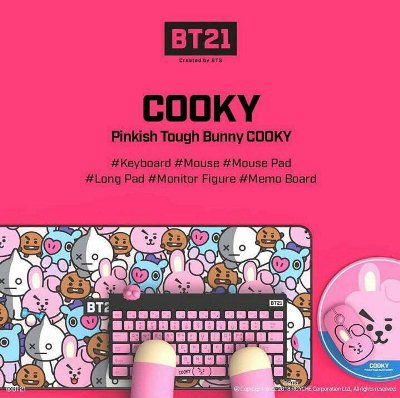 BT21
Created by BTS
COOKY
Pinkish Tough Bunny COOKY
#Keyboard #Mouse #Mouse Pad
#Long Pad #Monitor Figure #Memo Board
BT21
BT21
COOKY